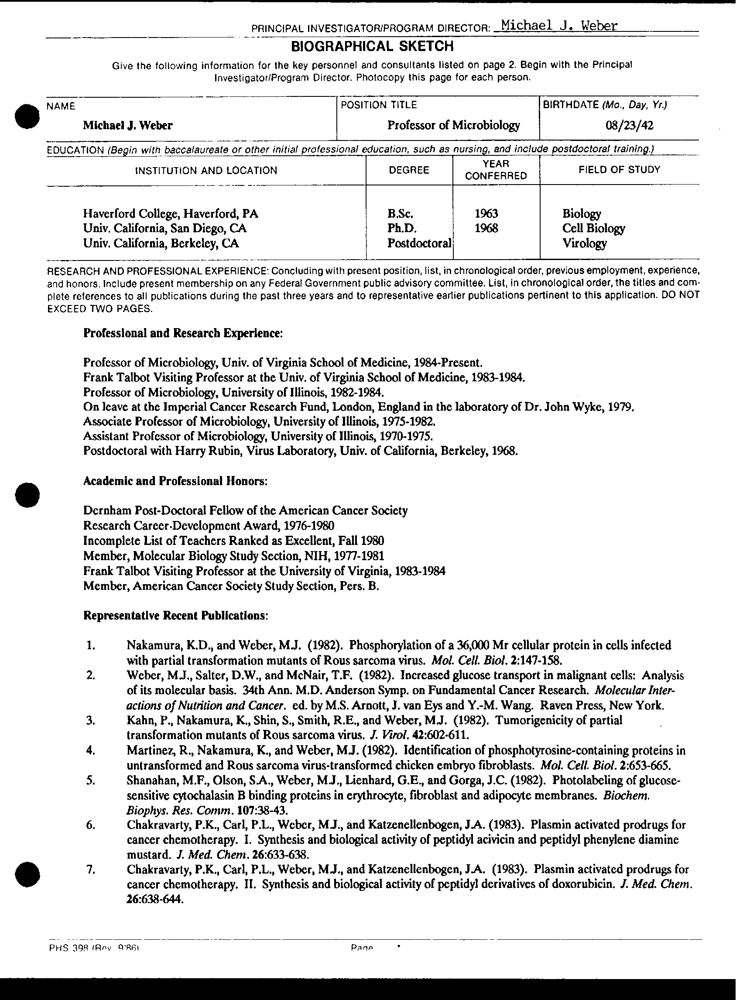 PRINCIPAL INVESTIGATOR/PROGRAM DIRECTOR: Michael J. Weber
BIOGRAPHICAL SKETCH
Give the following information for the key personnel and consultants listed on page 2. Begin with the Principal
Investigator/Program Director. Photocopy this page for each person.
NAME POSITION TITLE BIRTHDATE (Mo., Day, Yr.)
Michael J. Weber Professor of Microbiology 08/23/42
EDUCATION (Begin with baccalaureate or other initial professional education, such as nursing, and include postdoctoral training.)
INSTITUTION AND LOCATION DEGREE YEAR CONFERRED FIELD OF STUDY
Haverford College, Haverford, PA B.Sc. 1963 Biology
Univ. California, San Diego, CA Ph.D. 1968 Cell Biology
Univ. California, Berkeley, CA Postdoctoral Virology
RESEARCH AND PROFESSIONAL EXPERIENCE: Concluding with present position, list, in chronological order, previous employment, experience,
and honors. Include present membership on any Federal Government public advisory committee. List, in chronological order, the titles and com-
plete references to all publications during the past three years and to representative earlier publications pertinent to this application. DO NOT
EXCEED TWO PAGES.
Professional and Research Experience:
Professor of Microbiology, Univ. of Virginia School of Medicine, 1984-Present.
Frank Talbot Visiting Professor at the Univ. of Virginia School of Medicine, 1983-1984.
Professor of Microbiology, University of Illinois, 1982-1984.
On leave at the Imperial Cancer Research Fund, London, England in the laboratory of Dr. John Wyke, 1979.
Associate Professor of Microbiology, University of Illinois, 1975-1982.
Assistant Professor of Microbiology, University of Illinois, 1970-1975.
Postdoctoral with Harry Rubin, Virus Laboratory, Univ. of California, Berkeley, 1968.
Academic and Professional Honors:
Dernham Post-Doctoral Fellow of the American Cancer Society
Research Career Development Award, 1976-1980
Incomplete List of Teachers Ranked as Excellent, Fall 1980
Member, Molecular Biology Study Section, NIH, 1977-1981
Frank Talbot Visiting Professor at the University of Virginia, 1983-1984
Member, American Cancer Society Study Section, Pers. B.
Representative Recent Publications:
1. Nakamura, K.D., and Weber, M.J. (1982). Phosphorylation of a 36,000 Mr cellular protein in cells infected
with partial transformation mutants of Rous sarcoma virus. Mol. Cell. Biol. 2:147-158.
2. Weber, M.J., Salter, D.W., and McNair, T.F. (1982). Increased glucose transport in malignant cells: Analysis
of its molecular basis. 34th Ann. M.D. Anderson Symp. on Fundamental Cancer Research. Molecular Inter-
actions of Nutrition and Cancer. ed. by M.S. Arnott, J. van Eys and Y.-M. Wang. Raven Press, New York.
3. Kahn, P., Nakamura, K., Shin, S., Smith, R.E., and Weber, M.J. (1982). Tumorigenicity of partial
transformation mutants of Rous sarcoma virus. J. Virol. 42:602-611.
4. Martinez, R., Nakamura, K., and Weber, M.J. (1982). Identification of phosphotyrosine-containing proteins in
untransformed and Rous sarcoma virus-transformed chicken embryo fibroblasts. Mol. Cell. Biol. 2:653-665.
5. Shanahan, M.F., Olson, S.A., Weber, M.J., Lienhard, G.E., and Gorga, J.C. (1982). Photolabeling of glucose-
sensitive cytochalasin B binding proteins in erythrocyte, fibroblast and adipocyte membranes. Biochem.
Biophys. Res. Comm. 107:38-43.
6. Chakravarty, P.K., Carl, P.L., Weber, M.J., and Katzenellenbogen, J.A. (1983). Plasmin activated prodrugs for
cancer chemotherapy. I. Synthesis and biological activity of peptidyl acivicin and peptidyl phenylene diamine
mustard. J. Med. Chem. 26:633-638.
7. Chakravarty, P.K., Carl, P.L., Weber, M.J., and Katzenellenbogen, J.A. (1983). Plasmin activated prodrugs for
cancer chemotherapy. II. Synthesis and biological activity of peptidyl derivatives of doxorubicin. J. Med. Chem.
26:638-644.
PHS 398 (Rev. 9/86) Page